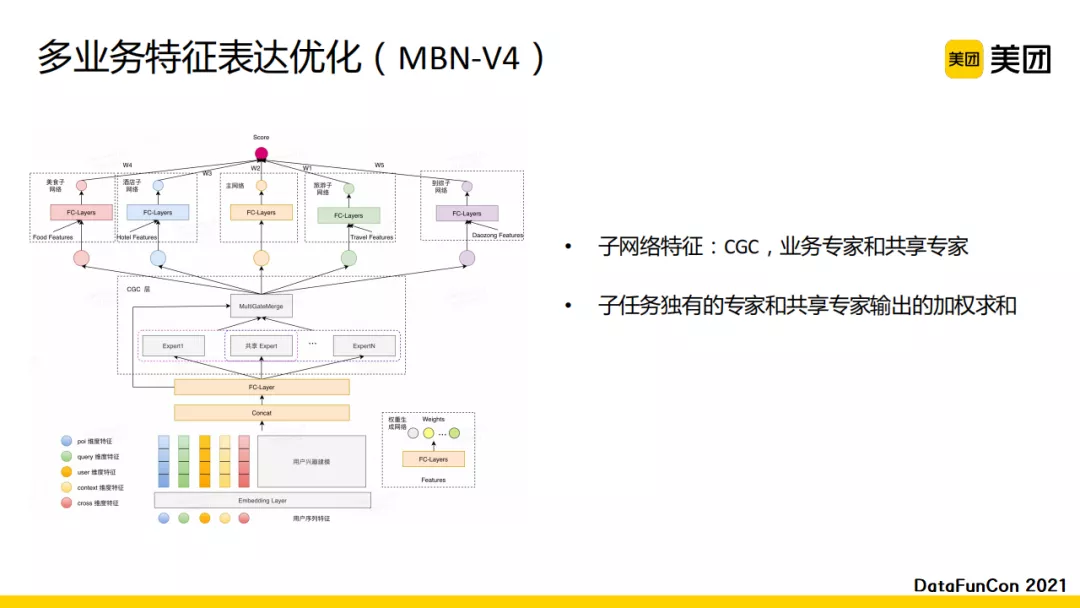 多业务特征表达优化（MBN-V4）
美团 美团
Score
W4
W3
W2
W1
W5
美食子
网络
酒店子
网络
主网络
旅游子
网络
到综子
网络
FC-Layers
FC-Layers
FC-Layers
FC-Layers
FC-Layers
Food Features
Hotel Features
Travel Features
Daozong Features
CGC 层
MultiGateMerge
Expert1
共享 Expert
...
ExpertN
FC-Layer
Concat
poi 维度特征
query 维度特征
user 维度特征
context 维度特征
cross 维度特征
用户兴趣建模
Embedding Layer
用户序列特征
权重生
成网络
Weights
...
FC-Layers
Features
• 子网络特征：CGC，业务专家和共享专家
• 子任务独有的专家和共享专家输出的加权求和
DataFunCon 2021